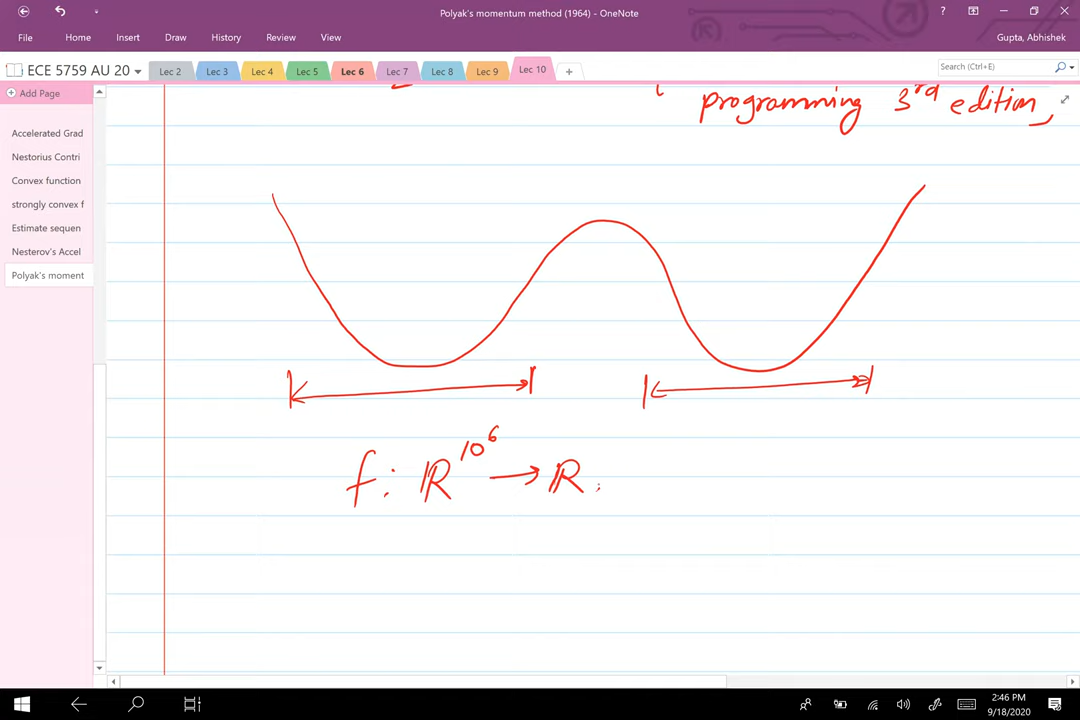 Polyak's momentum method (1964) - OneNote
File Home Insert Draw History Review View
Gupta, Abhishek
ECE 5759 AU 20
Lec 2 Lec 3 Lec 4 Lec 5 Lec 6 Lec 7 Lec 8 Lec 9 Lec 10
Search (Ctrl+E)
Add Page
Accelerated Grad
Nestorius Contri
Convex function
strongly convex f
Estimate sequen
Nesterov's Accel
Polyak's moment
programming 3rd edition,
f: ℝ^10^6 → ℝ
2:46 PM
9/18/2020